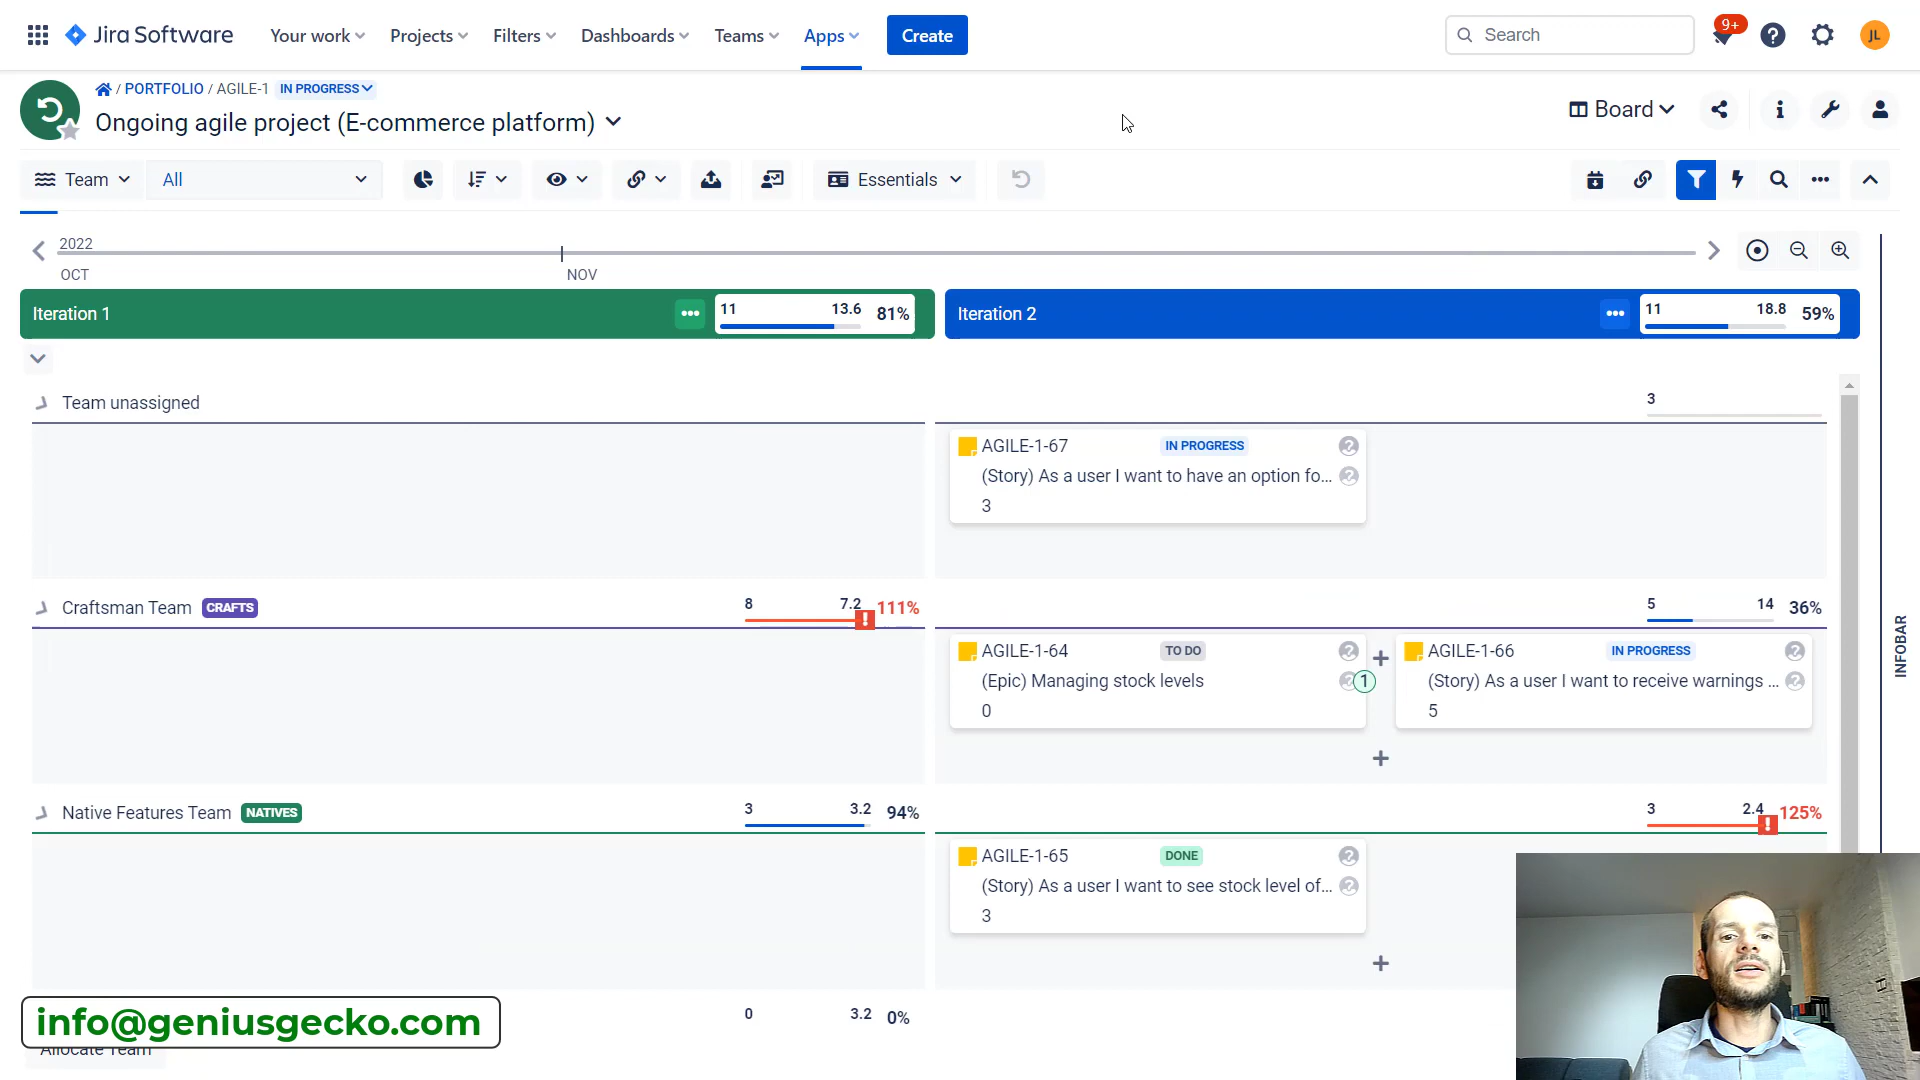 Jira Software Your work Projects Filters Dashboards Teams Apps Create Search 9+ JL
/ PORTFOLIO / AGILE-1 IN PROGRESS
Ongoing agile project (E-commerce platform)
Board
Team All Essentials
2022
OCT NOV
Iteration 1 11 13.6 81%
Iteration 2 11 18.8 59%
Team unassigned 3
AGILE-1-67 IN PROGRESS
(Story) As a user I want to have an option fo...
3
Craftsman Team CRAFTS 8 7.2 111% 5 14 36%
AGILE-1-64 TO DO
(Epic) Managing stock levels 1
0
AGILE-1-66 IN PROGRESS
(Story) As a user I want to receive warnings ...
5
Native Features Team NATIVES 3 3.2 94% 3 2.4 125%
AGILE-1-65 DONE
(Story) As a user I want to see stock level of...
3
0 3.2 0%
info@geniusgecko.com
Allocate Team
INFOBAR